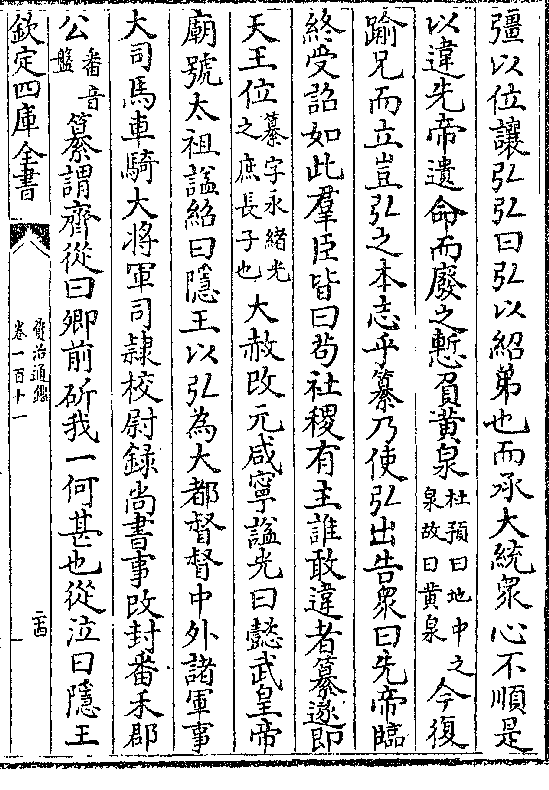 彊以位讓弘弘曰弘以紹弟也而承大統衆心不順是
以違先帝遺命而廢之慙負黃泉杜預曰地中之泉故曰黃泉今復
踰兄而立豈弘之本志乎纂乃使弘出告衆曰先帝臨
終受詔如此羣臣皆曰苟社稷有主誰敢違者纂遂即
天王位纂字永緒光之庶長子也大赦改元咸寧諡光曰懿武皇帝
廟號太祖諡紹曰隱王以弘為大都督督中外諸軍事
大司馬車騎大將軍司隸校尉錄尚書事改封番禾郡
公番音盤纂謂齊從曰卿前斫我一何甚也從泣曰隱王
欽定四庫全書
資治通鑑
卷一百十一
二十四